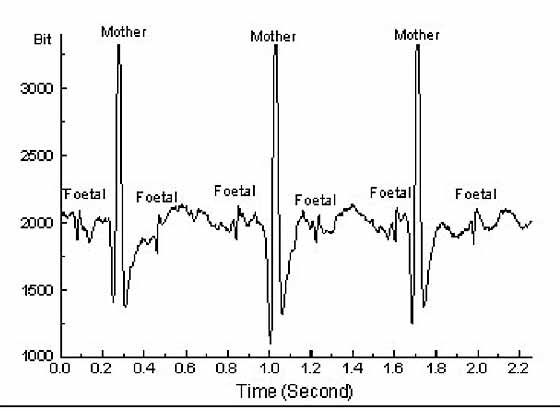 Mother
Mother
Mother
Bit
3000
2500
Foetal
Foetal
Foetal
Foetal
Foetal
Foetal
2000
1500
1000
0.0 0.2 0.4 0.6 0.8 1.0 1.2 1.4 1.6 1.8 2.0 2.2
Time (Second)